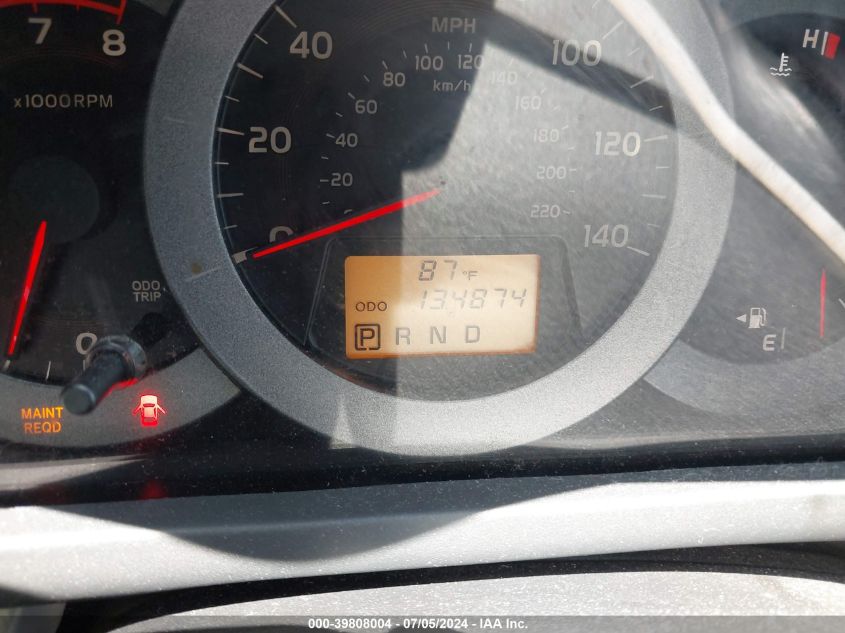 7 8
x1000RPM
0
ODO
TRIP
MAINT
REQD
MPH
km/h
0 20 40 100 120 140
20 40 60 80 100 120 140 160 180 200 220
87°F
ODO 134874
P R N D
H
E
000-39808004 - 07/05/2024 - IAA Inc.